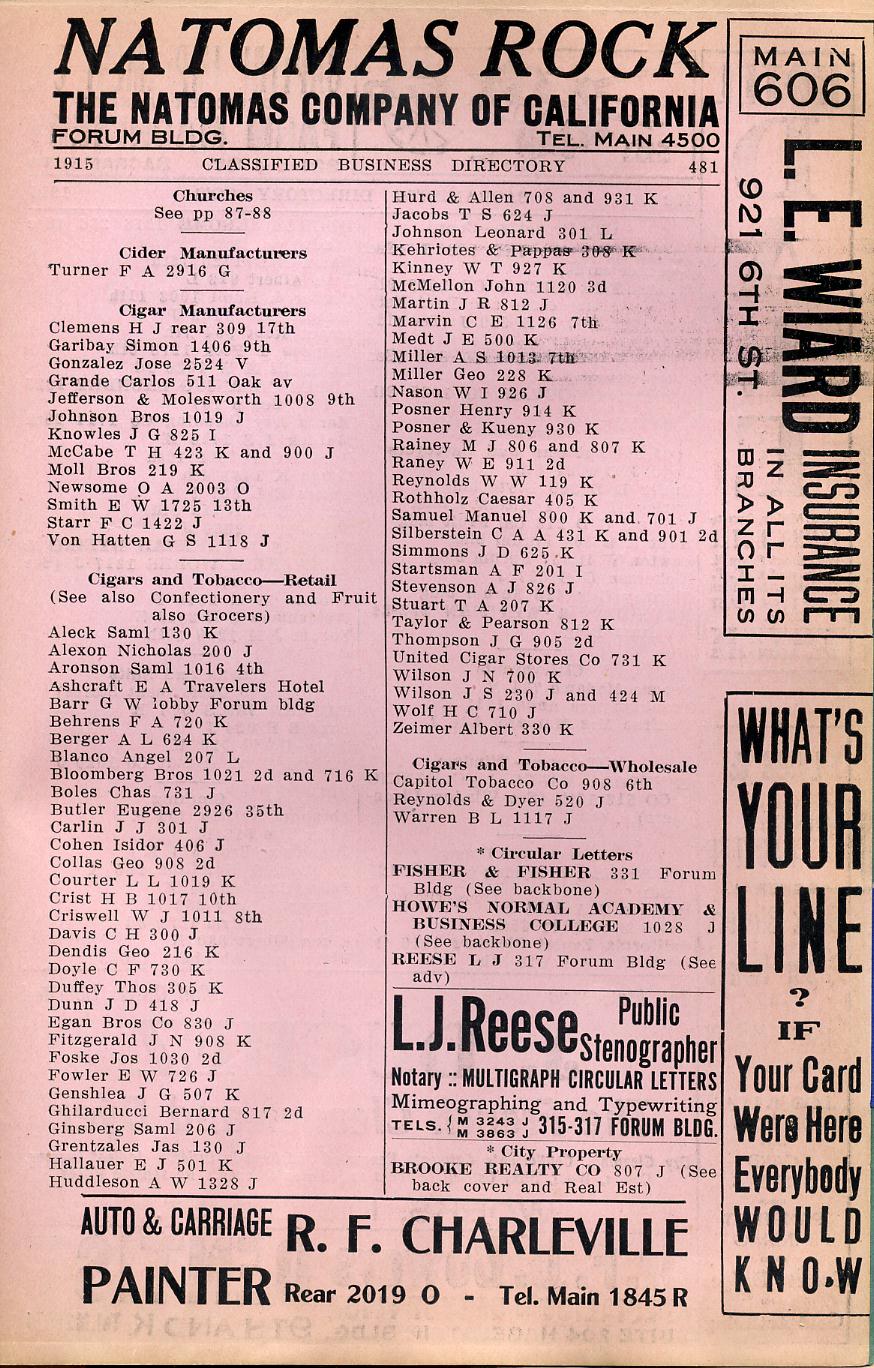 NATOMAS ROCK
THE NATOMAS COMPANY OF CALIFORNIA
FORUM BLDG. TEL. MAIN 4500
1915 CLASSIFIED BUSINESS DIRECTORY 481
Churches
See pp 87-88
Cider Manufacturers
Turner F A 2916 G
Cigar Manufacturers
Clemens H J rear 309 17th
Garibay Simon 1406 9th
Gonzalez Jose 2524 V
Grande Carlos 511 Oak av
Jefferson & Molesworth 1008 9th
Johnson Bros 1019 J
Knowles J G 825 I
McCabe T H 423 K and 900 J
Moll Bros 219 K
Newsome O A 2003 O
Smith E W 1725 13th
Starr F C 1422 J
Von Hatten G S 1118 J
Cigars and Tobacco—Retail
(See also Confectionery and Fruit
also Grocers)
Aleck Saml 130 K
Alexon Nicholas 200 J
Aronson Saml 1016 4th
Ashcraft E A Travelers Hotel
Barr G W lobby Forum bldg
Behrens F A 720 K
Berger A L 624 K
Blanco Angel 207 L
Bloomberg Bros 1021 2d and 716 K
Boles Chas 731 J
Butler Eugene 2926 35th
Carlin J J 301 J
Cohen Isidor 406 J
Collas Geo 908 2d
Courter L L 1019 K
Crist H B 1017 10th
Criswell W J 1011 8th
Davis C H 300 J
Dendis Geo 216 K
Doyle C F 730 K
Duffey Thos 305 K
Dunn J D 418 J
Egan Bros Co 830 J
Fitzgerald J N 908 K
Foske Jos 1030 2d
Fowler E W 726 J
Genshlea J G 507 K
Ghilarducci Bernard 817 2d
Ginsberg Saml 206 J
Grentzales Jas 130 J
Hallauer E J 501 K
Huddleson A W 1328 J
Hurd & Allen 708 and 931 K
Jacobs T S 624 J
Johnson Leonard 301 L
Kehriotes & Pappas 308 K
Kinney W T 927 K
McMellon John 1120 3d
Martin J R 812 J
Marvin C E 1126 7th
Medt J E 500 K
Miller A S 1013 7th
Miller Geo 228 K
Nason W I 926 J
Posner Henry 914 K
Posner & Kueny 930 K
Rainey M J 806 and 807 K
Raney W E 911 2d
Reynolds W W 119 K
Rothholz Caesar 405 K
Samuel Manuel 800 K and 701 J
Silberstein C A A 431 K and 901 2d
Simmons J D 625 K
Startsman A F 201 I
Stevenson A J 826 J
Stuart T A 207 K
Taylor & Pearson 812 K
Thompson J G 905 2d
United Cigar Stores Co 731 K
Wilson J N 700 K
Wilson J S 230 J and 424 M
Wolf H C 710 J
Zeimer Albert 330 K
Cigars and Tobacco—Wholesale
Capitol Tobacco Co 908 6th
Reynolds & Dyer 520 J
Warren B L 1117 J
* Circular Letters
FISHER & FISHER 331 Forum
Bldg (See backbone)
HOWE'S NORMAL ACADEMY &
BUSINESS COLLEGE 1028 J
(See backbone)
REESE L J 317 Forum Bldg (See
adv)
L.J.Reese Public
Stenographer
Notary :: MULTIGRAPH CIRCULAR LETTERS
Mimeographing and Typewriting
TELS. { M 3243 J
M 3863 J 315-317 FORUM BLDG.
* City Property
BROOKE REALTY CO 807 J (See
back cover and Real Est)
MAIN
606
L. E. WIARD INSURANCE
921 6TH ST. IN ALL ITS
BRANCHES
WHAT'S
YOUR
LINE
?
IF
Your Card
Were Here
Everybody
WOULD
KNOW
AUTO & CARRIAGE R. F. CHARLEVILLE
PAINTER Rear 2019 O - Tel. Main 1845 R